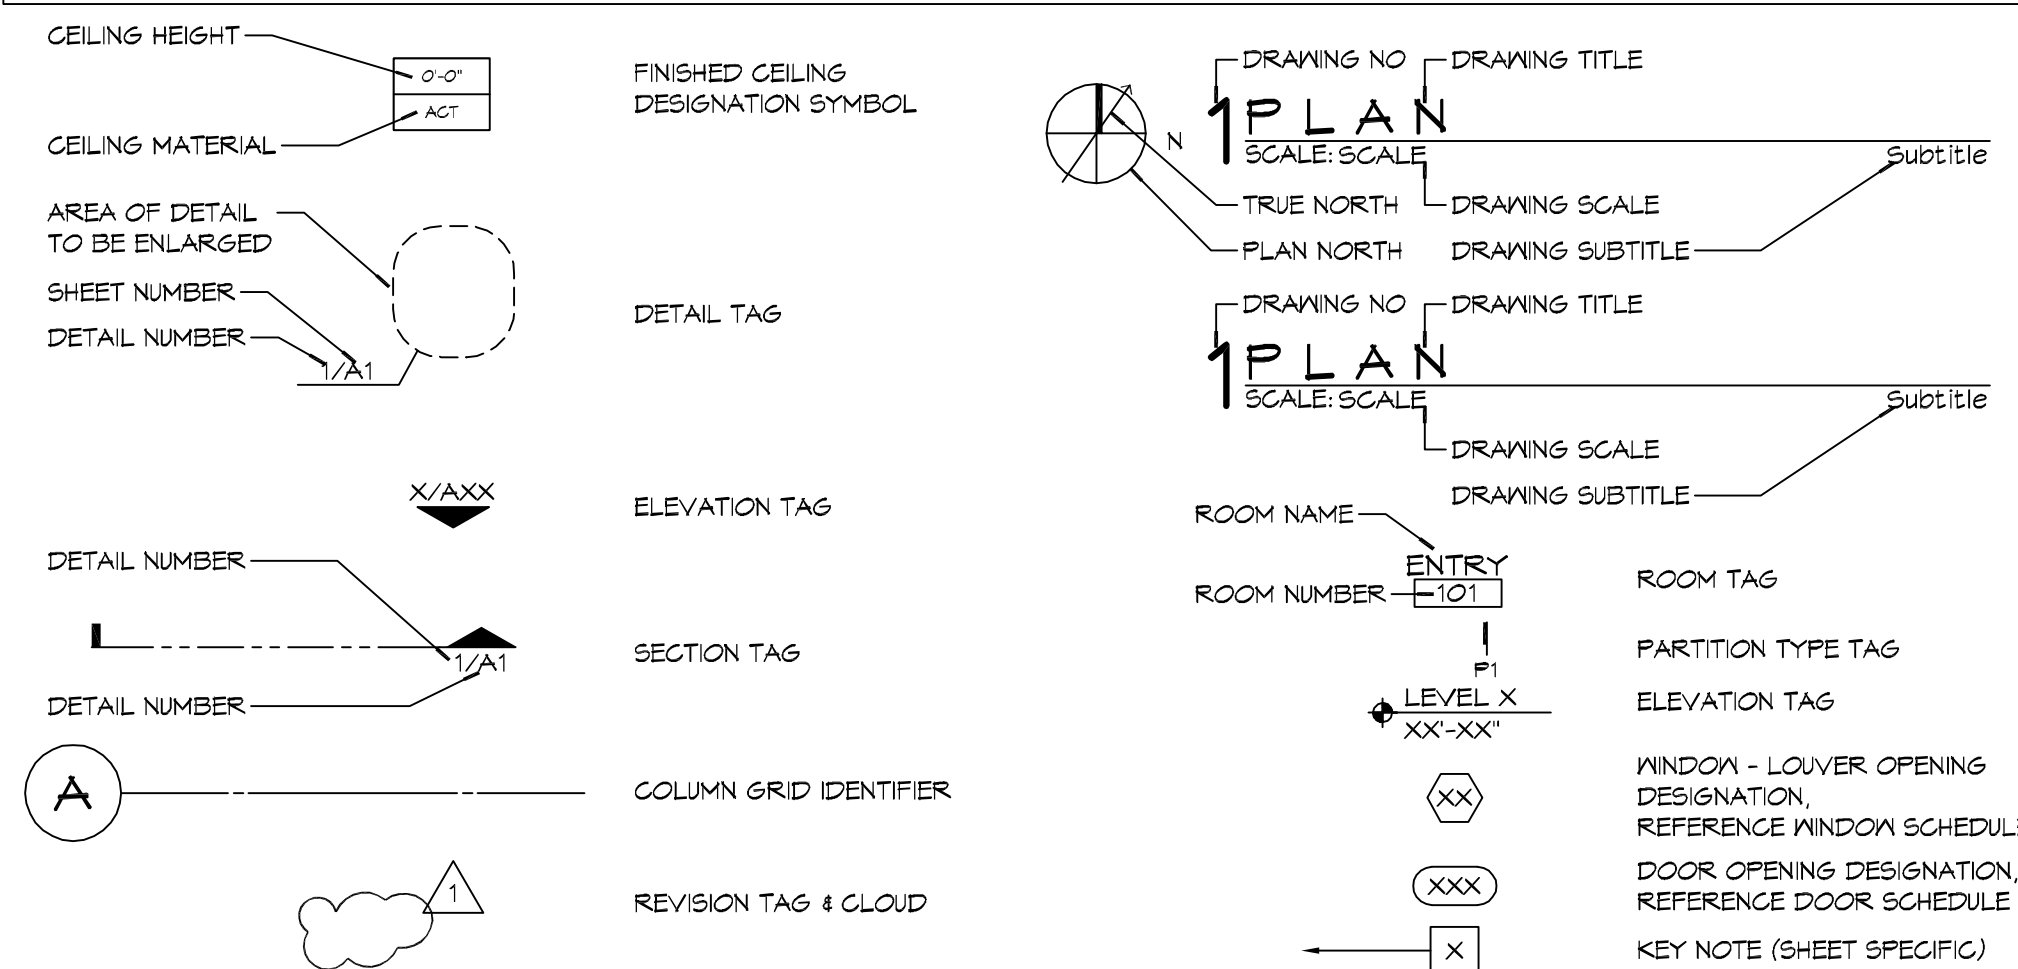 CEILING HEIGHT
0'-0"
ACT
CEILING MATERIAL
FINISHED CEILING
DESIGNATION SYMBOL
AREA OF DETAIL
TO BE ENLARGED
SHEET NUMBER
DETAIL NUMBER
1/A1
DETAIL TAG
X/AXX
ELEVATION TAG
DETAIL NUMBER
1/A1
DETAIL NUMBER
SECTION TAG
A
COLUMN GRID IDENTIFIER
1
REVISION TAG & CLOUD
DRAWING NO DRAWING TITLE
N
1 PLAN
SCALE: SCALE Subtitle
TRUE NORTH DRAWING SCALE
PLAN NORTH DRAWING SUBTITLE
DRAWING NO DRAWING TITLE
1 PLAN
SCALE: SCALE Subtitle
DRAWING SCALE
DRAWING SUBTITLE
ROOM NAME
ENTRY
ROOM NUMBER 101
ROOM TAG
P1
PARTITION TYPE TAG
LEVEL X
XX'-XX"
ELEVATION TAG
XX
WINDOW - LOUVER OPENING
DESIGNATION,
REFERENCE WINDOW SCHEDULE
XXX
DOOR OPENING DESIGNATION,
REFERENCE DOOR SCHEDULE
X
KEY NOTE (SHEET SPECIFIC)